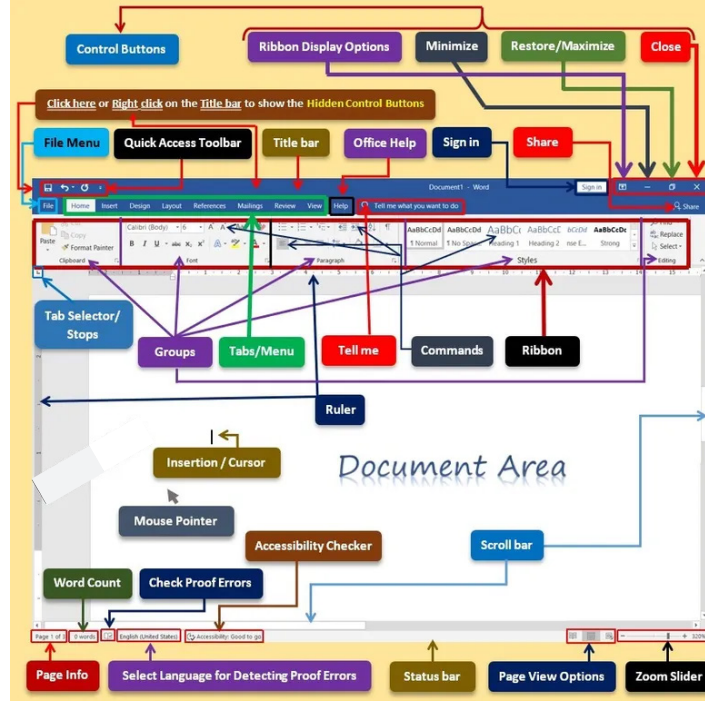 Control Buttons
Ribbon Display Options
Minimize
Restore/Maximize
Close
Click here or Right click on the Title bar to show the Hidden Control Buttons
File Menu
Quick Access Toolbar
Title bar
Office Help
Sign in
Share
Document1 - Word
Sign in
File Home Insert Design Layout References Mailings Review View Help Tell me what you want to do Share
Calibri (Body) 6
AaBbCcDd AaBbCcDd AaBbCc AaBbCcDd AaBbCcDd
Paste Copy
Format Painter
B I U abc
1 Normal 1 No Spac Heading 1 Heading 2 Strong
Replace
Select
Clipboard Font Paragraph Styles Editing
Tab Selector/
Stops
Groups
Tabs/Menu
Tell me
Commands
Ribbon
Ruler
Insertion / Cursor
Document Area
Mouse Pointer
Accessibility Checker
Scroll bar
Word Count
Check Proof Errors
Page 1 of 3 0 words English (United States) Accessibility: Good to go 320%
Page Info
Select Language for Detecting Proof Errors
Status bar
Page View Options
Zoom Slider